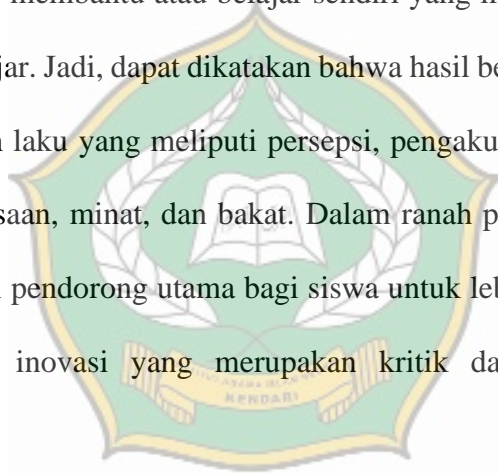 membantu atau belajar sendiri yang
jar. Jadi, dapat dikatakan bahwa hasil be
laku yang meliputi persepsi, pengaku
saan, minat, dan bakat. Dalam ranah p
pendorong utama bagi siswa untuk leb
inovasi yang merupakan kritik da
KENDARI